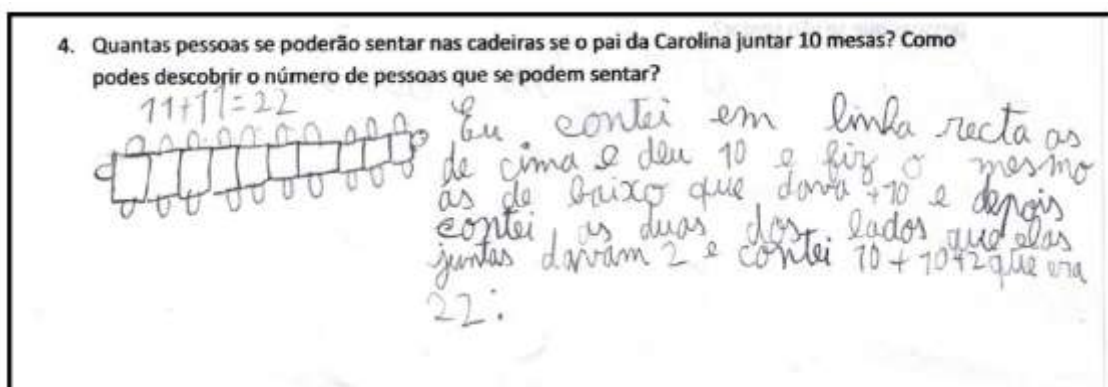 4. Quantas pessoas se poderão sentar nas cadeiras se o pai da Carolina juntar 10 mesas? Como
podes descobrir o número de pessoas que se podem sentar?
11+11=22
Eu contei em linha recta as
de cima e deu 10 e fiz o mesmo
ás de baixo que dava +10 e depois
contei as duas dos lados que elas
juntas davam 2 e contei 10+10+2 que era
22.